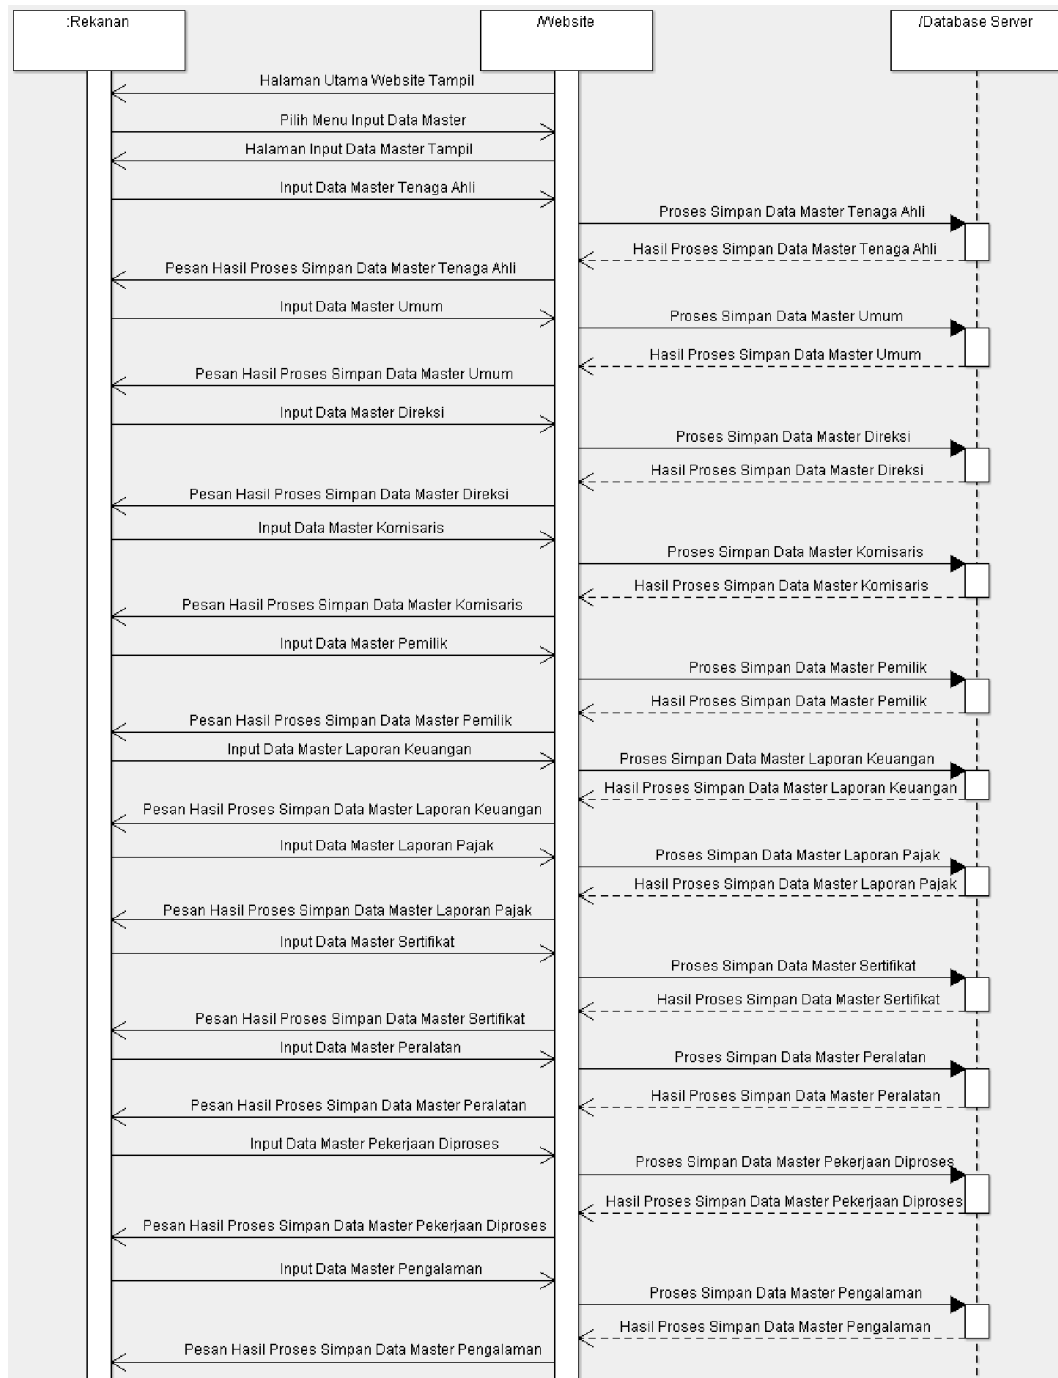 :Rekanan
/Website
/Database Server
Halaman Utama Website Tampil
Pilih Menu Input Data Master
Halaman Input Data Master Tampil
Input Data Master Tenaga Ahli
Proses Simpan Data Master Tenaga Ahli
Hasil Proses Simpan Data Master Tenaga Ahli
Pesan Hasil Proses Simpan Data Master Tenaga Ahli
Input Data Master Umum
Proses Simpan Data Master Umum
Hasil Proses Simpan Data Master Umum
Pesan Hasil Proses Simpan Data Master Umum
Input Data Master Direksi
Proses Simpan Data Master Direksi
Hasil Proses Simpan Data Master Direksi
Pesan Hasil Proses Simpan Data Master Direksi
Input Data Master Komisaris
Proses Simpan Data Master Komisaris
Hasil Proses Simpan Data Master Komisaris
Pesan Hasil Proses Simpan Data Master Komisaris
Input Data Master Pemilik
Proses Simpan Data Master Pemilik
Hasil Proses Simpan Data Master Pemilik
Pesan Hasil Proses Simpan Data Master Pemilik
Input Data Master Laporan Keuangan
Proses Simpan Data Master Laporan Keuangan
Hasil Proses Simpan Data Master Laporan Keuangan
Pesan Hasil Proses Simpan Data Master Laporan Keuangan
Input Data Master Laporan Pajak
Proses Simpan Data Master Laporan Pajak
Hasil Proses Simpan Data Master Laporan Pajak
Pesan Hasil Proses Simpan Data Master Laporan Pajak
Input Data Master Sertifikat
Proses Simpan Data Master Sertifikat
Hasil Proses Simpan Data Master Sertifikat
Pesan Hasil Proses Simpan Data Master Sertifikat
Input Data Master Peralatan
Proses Simpan Data Master Peralatan
Hasil Proses Simpan Data Master Peralatan
Pesan Hasil Proses Simpan Data Master Peralatan
Input Data Master Pekerjaan Diproses
Proses Simpan Data Master Pekerjaan Diproses
Hasil Proses Simpan Data Master Pekerjaan Diproses
Pesan Hasil Proses Simpan Data Master Pekerjaan Diproses
Input Data Master Pengalaman
Proses Simpan Data Master Pengalaman
Hasil Proses Simpan Data Master Pengalaman
Pesan Hasil Proses Simpan Data Master Pengalaman